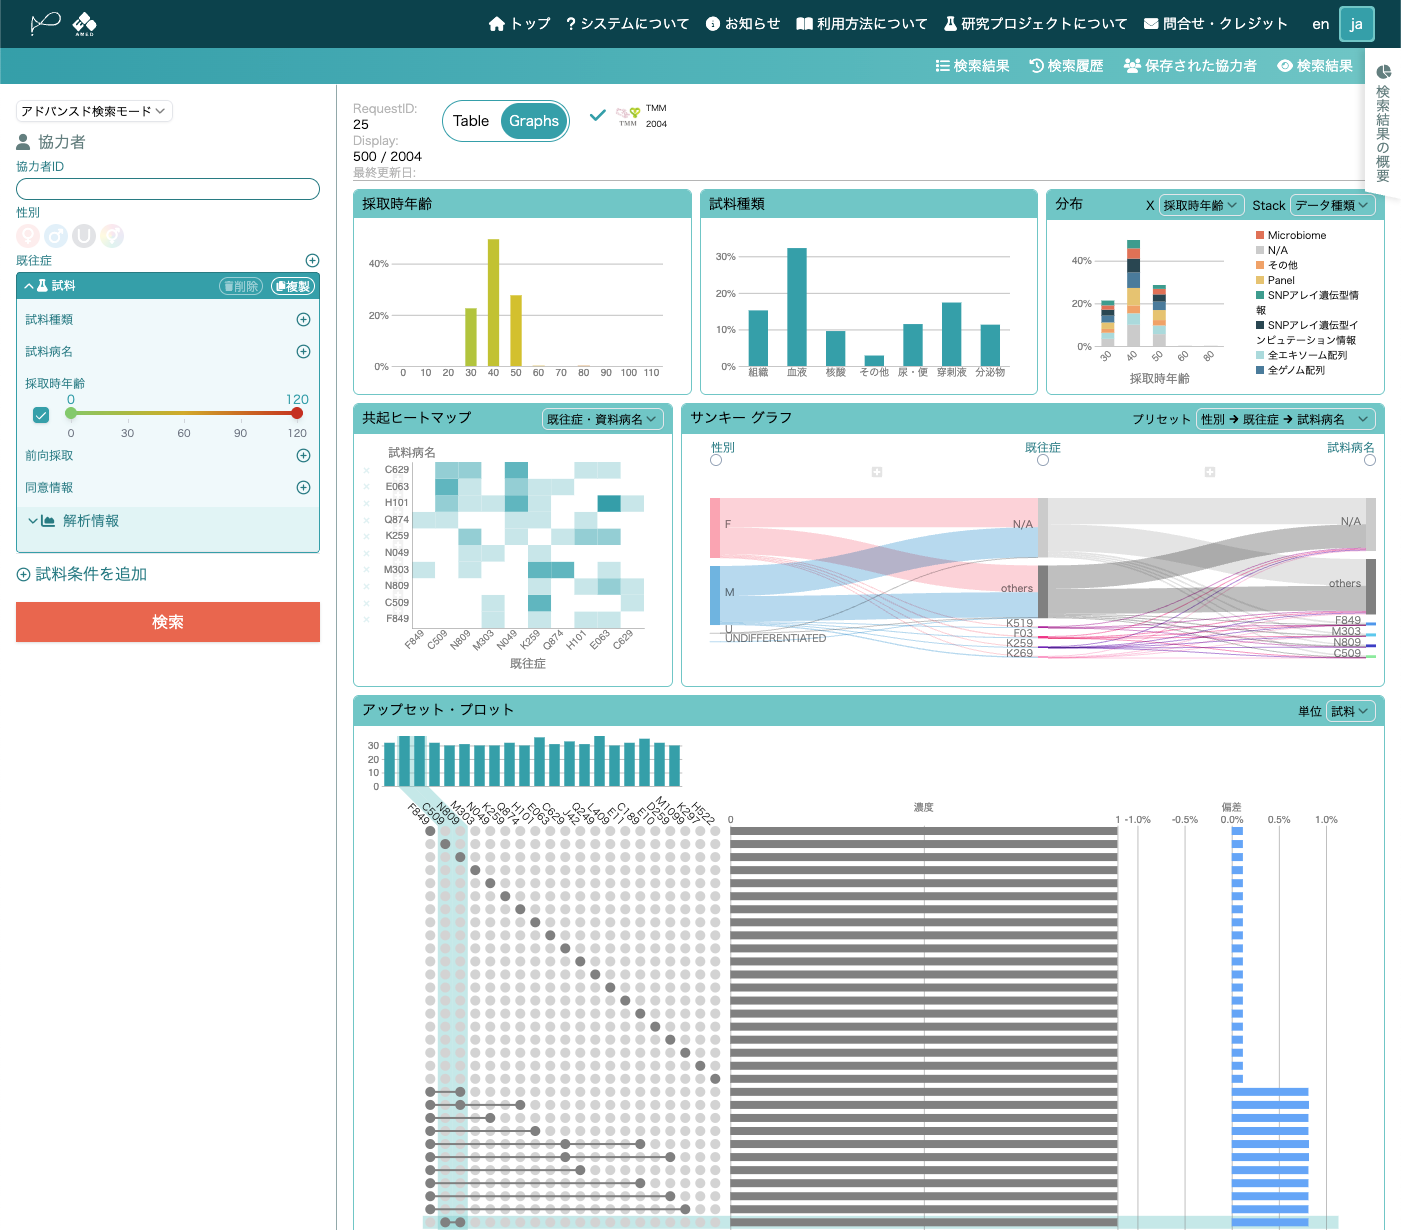 AMED
トップ
システムについて
お知らせ
利用方法について
研究プロジェクトについて
問合せ・クレジット
en
ja
検索結果
検索履歴
保存された協力者
検索結果
検索結果の概要
アドバンスド検索モード
協力者
協力者ID
性別
U
既往症
試料
削除
複製
試料種類
試料病名
採取時年齢
0 120
0 30 60 90 120
前向採取
同意情報
解析情報
試料条件を追加
検索
RequestID:
25
Display:
500 / 2004
最終更新日:
Table
Graphs
TMM
TMM
2004
採取時年齢
40%
20%
0%
0 10 20 30 40 50 60 70 80 90 100 110
試料種類
30%
20%
10%
0%
組織 血液 核酸 その他 尿・便 穿刺液 分泌物
分布
X 採取時年齢
Stack データ種類
40%
20%
0%
30 40 50 60 80
採取時年齢
Microbiome
N/A
その他
Panel
SNPアレイ遺伝型情
報
SNPアレイ遺伝型イ
ンピュテーション情報
全エキソーム配列
全ゲノム配列
共起ヒートマップ
既往症・資料病名
試料病名
C629
E063
H101
Q874
K259
N049
M303
N809
C509
F849
F849 C509 N809 M303 N049 K259 Q874 H101 E063 C629
既往症
サンキー グラフ
プリセット 性別 → 既往症 → 試料病名
性別
既往症
試料病名
F
M
U
UNDIFFERENTIATED
N/A
others
K519
F03
K259
K269
N/A
others
F849
M303
N809
C509
アップセット・プロット
単位 試料
30
20
10
0
F849 C509 N809 M303 N049 K259 Q874 H101 E063 C629 J42 Q249 L409 E11 C189 E10 D259 M1099 K297 H522
濃度
0 1
偏差
-1.0% -0.5% 0.0% 0.5% 1.0%